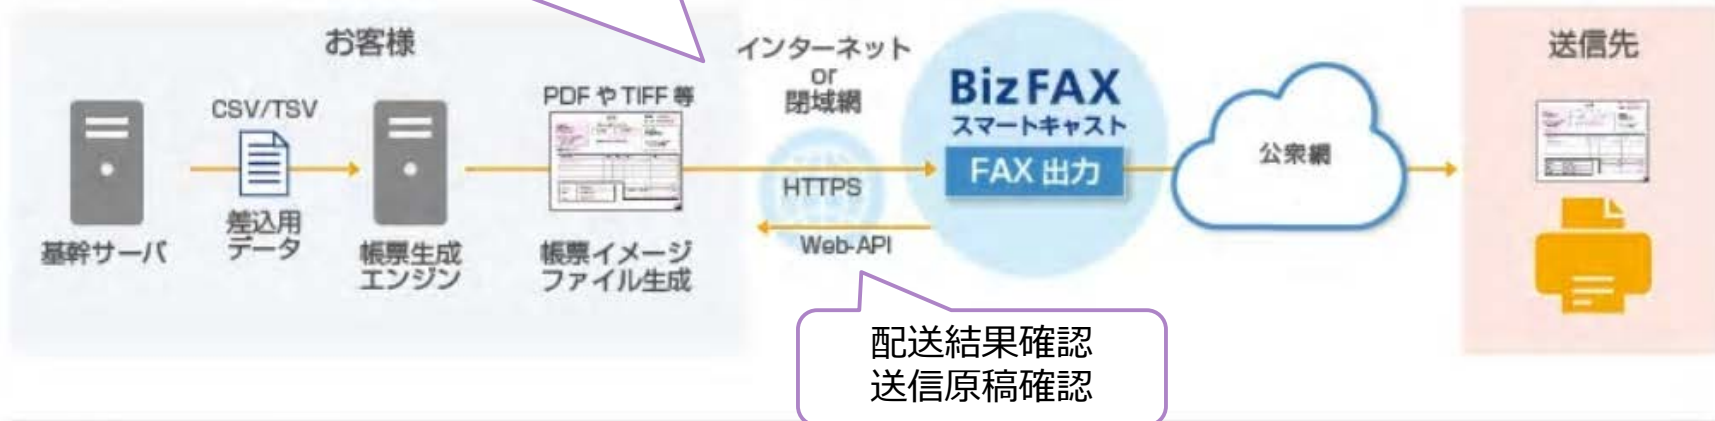 お客様
CSV/TSV
差込用
データ
基幹サーバ
帳票生成
エンジン
PDF や TIFF 等
帳票イメージ
ファイル生成
インターネット
or
閉域網
HTTPS
Web-API
BizFAX
スマートキャスト
FAX 出力
公衆網
送信先
配送結果確認
送信原稿確認